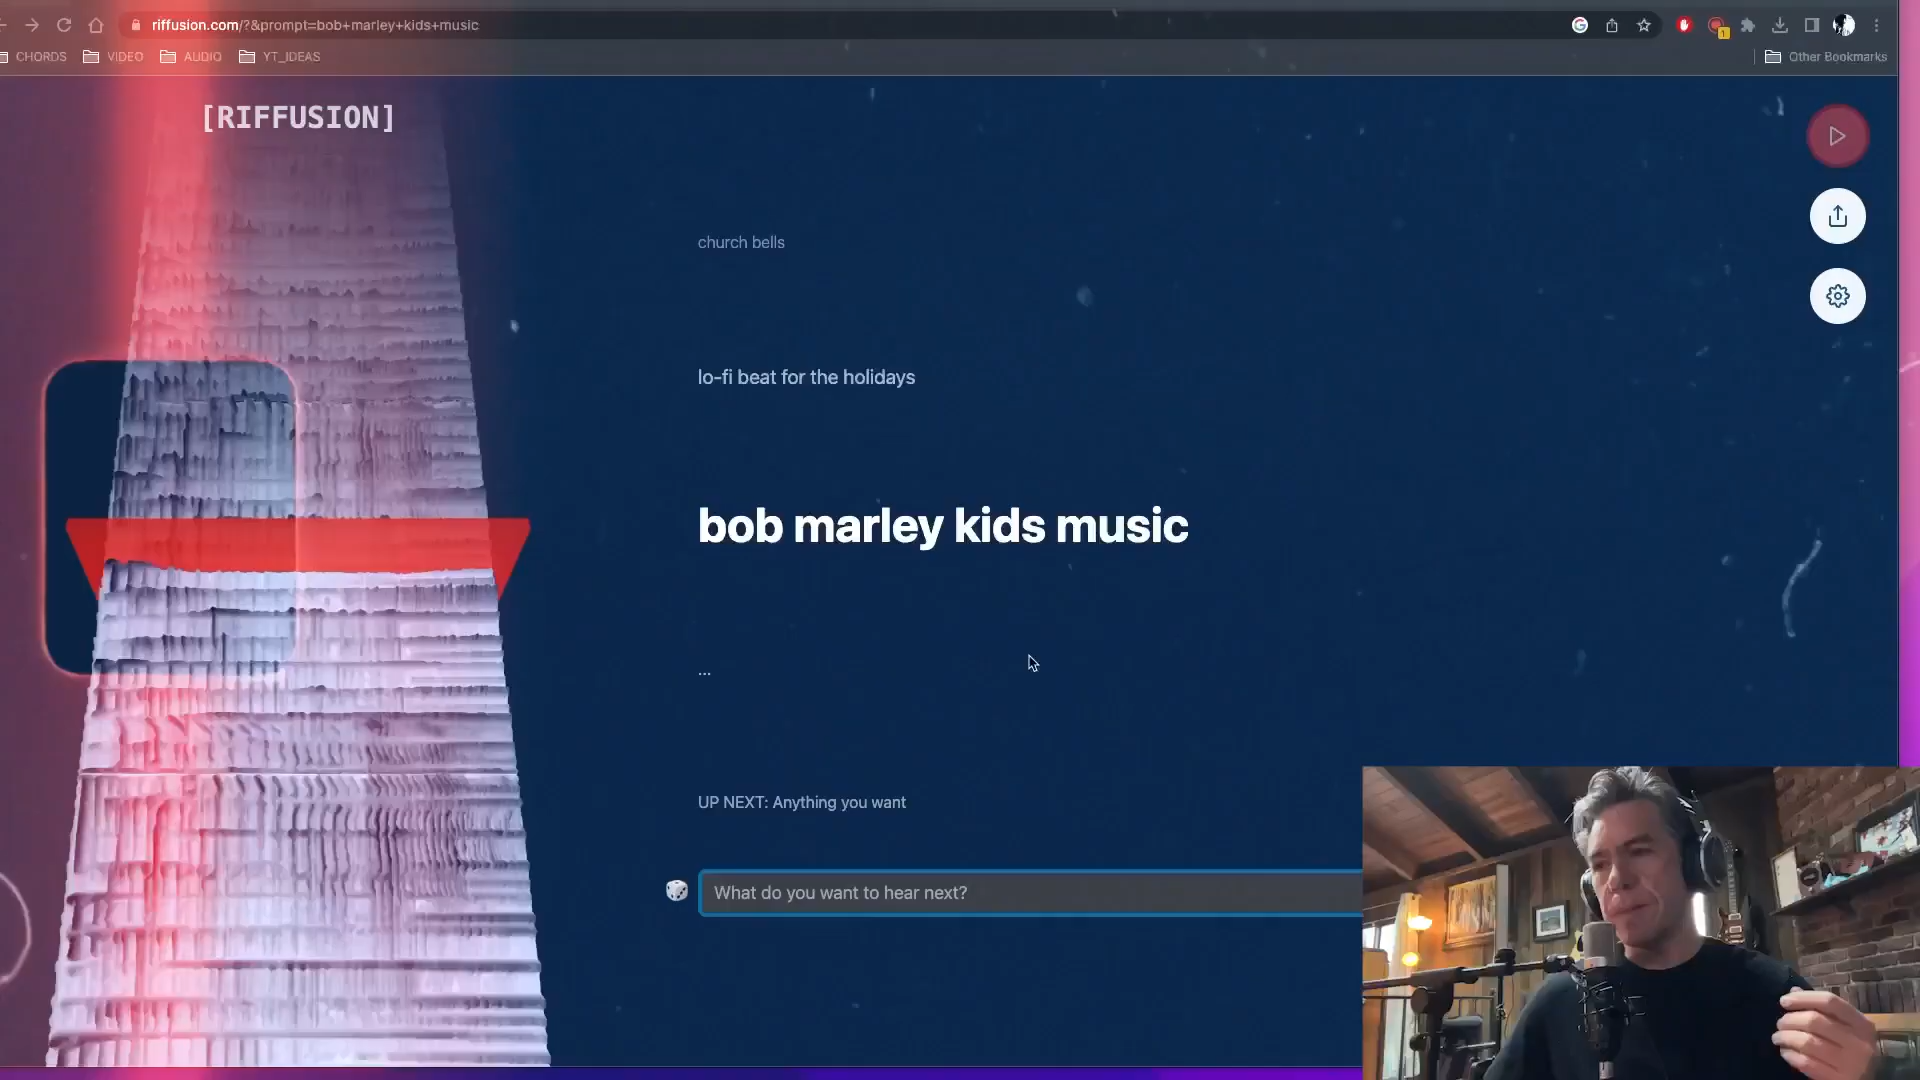 riffusion.com/?&prompt=bob+marley+kids+music
CHORDS
VIDEO
AUDIO
YT_IDEAS
Other Bookmarks
[RIFFUSION]
church bells
lo-fi beat for the holidays
bob marley kids music
...
UP NEXT: Anything you want
What do you want to hear next?
1